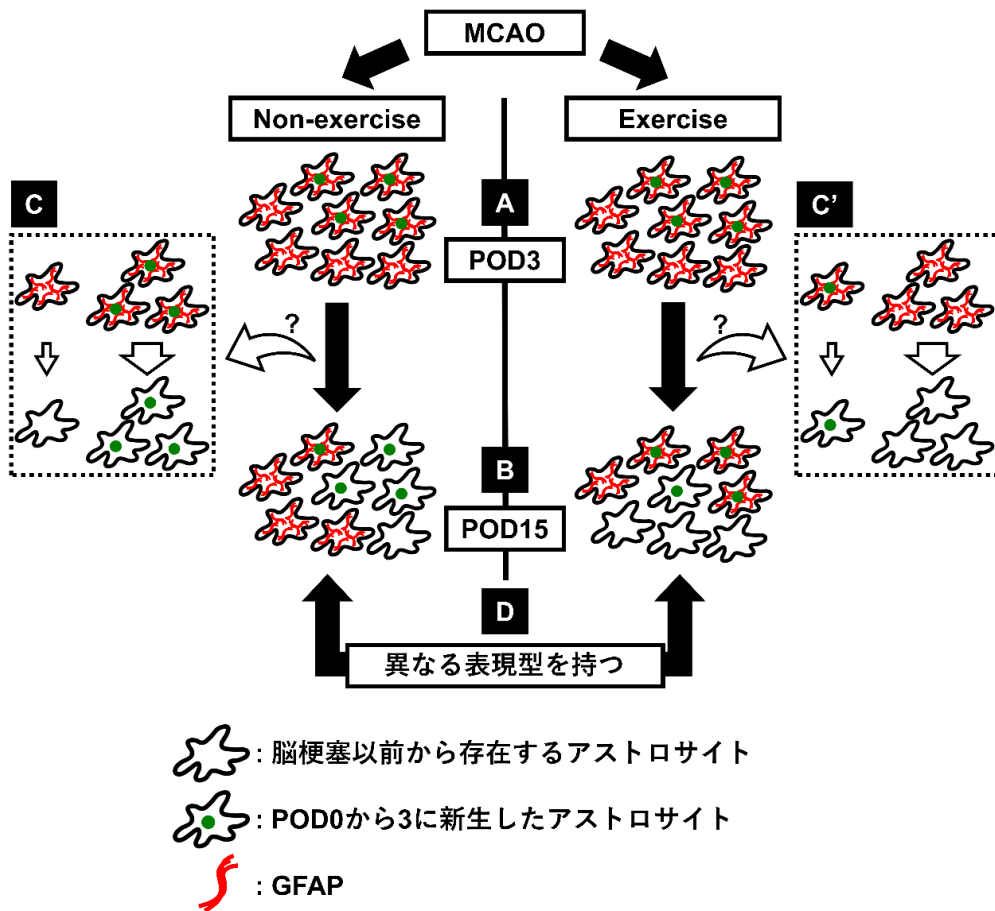 MCAO
Non-exercise
Exercise
A
C
C’
POD3
?
?
B
POD15
D
異なる表現型を持つ
: 脳梗塞以前から存在するアストロサイト
: POD0から3に新生したアストロサイト
: GFAP